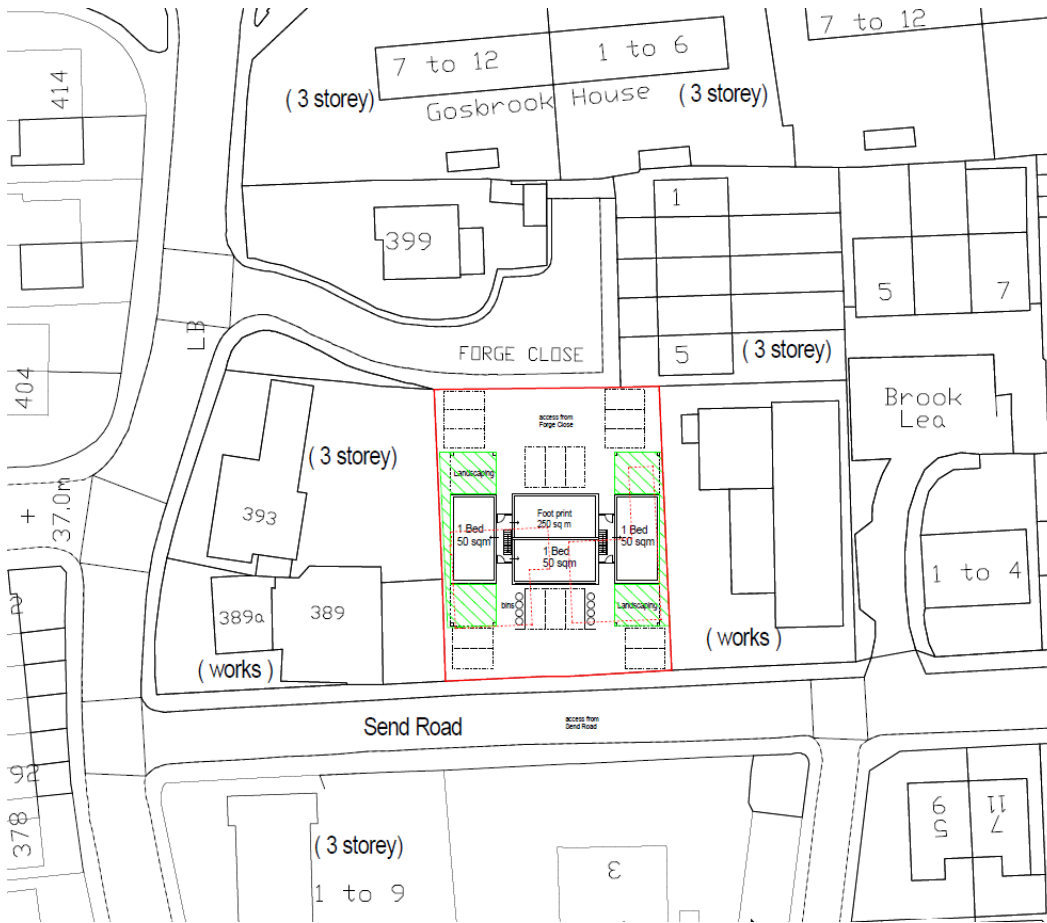 7 to 12
414
7 to 12
1 to 6
( 3 storey)
Gosbrook House
( 3 storey)
1
399
5
7
LB
FORGE CLOSE
5
( 3 storey)
404
Brook
Lea
access from
Forge Close
( 3 storey)
Landscaping
+
37.0m
393
1 Bed
50 sqm
Foot print
250 sq m
1 Bed
50 sqm
1 Bed
50 sqm
1 to 4
2
389a
389
bins
Landscaping
( works )
( works )
Send Road
access from
Send Road
92
378
( 3 storey)
1 to 9
3
5
9
7
11